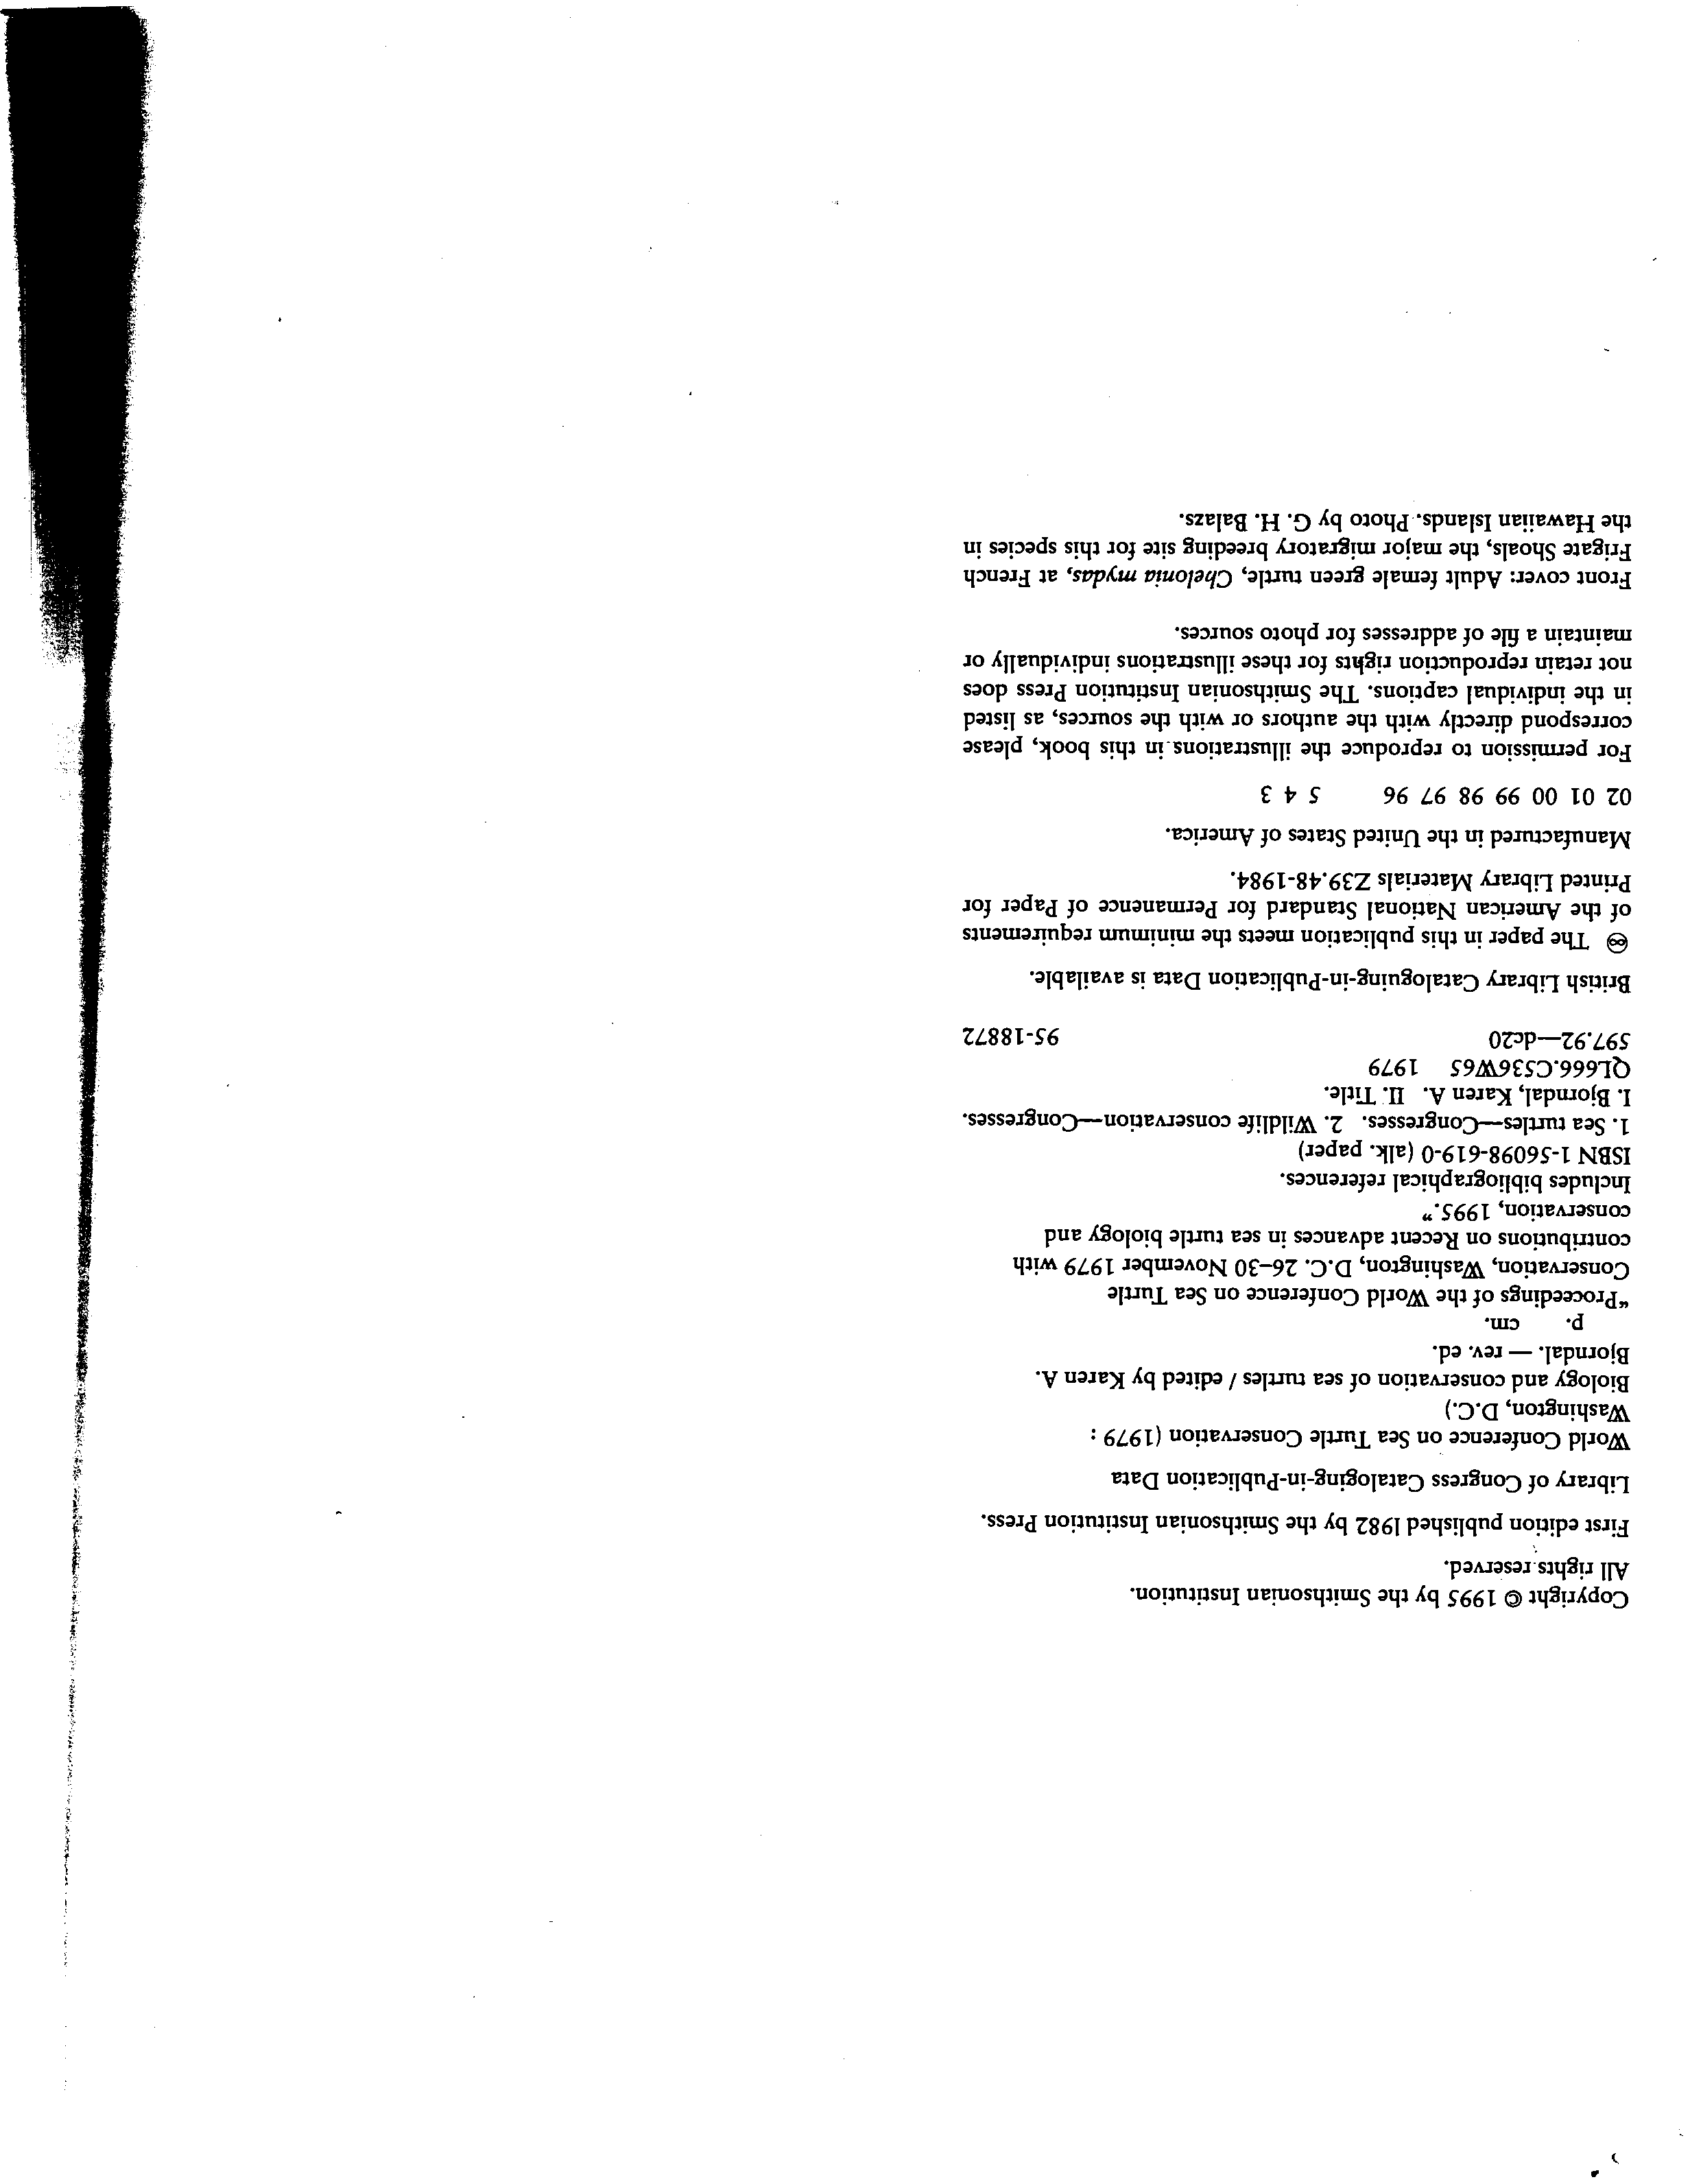 Copyright © 1995 by the Smithsonian Institution.
All rights reserved.
First edition published 1982 by the Smithsonian Institution Press.
Library of Congress Cataloging-in-Publication Data
World Conference on Sea Turtle Conservation (1979 :
Washington, D.C.)
Biology and conservation of sea turtles / edited by Karen A.
Bjorndal. — rev. ed.
p. cm.
"Proceedings of the World Conference on Sea Turtle
Conservation, Washington, D.C. 26–30 November 1979 with
contributions on Recent advances in sea turtle biology and
conservation, 1995."
Includes bibliographical references.
ISBN 1-56098-619-0 (alk. paper)
1. Sea turtles—Congresses. 2. Wildlife conservation—Congresses.
I. Bjorndal, Karen A. II. Title.
QL666.C536W65 1979
597.92—dc20 95-18872
British Library Cataloguing-in-Publication Data is available.
♾ The paper in this publication meets the minimum requirements
of the American National Standard for Permanence of Paper for
Printed Library Materials Z39.48-1984.
Manufactured in the United States of America.
02 01 00 99 98 97 96 5 4 3
For permission to reproduce the illustrations in this book, please
correspond directly with the authors or with the sources, as listed
in the individual captions. The Smithsonian Institution Press does
not retain reproduction rights for these illustrations individually or
maintain a file of addresses for photo sources.
Front cover: Adult female green turtle, Chelonia mydas, at French
Frigate Shoals, the major migratory breeding site for this species in
the Hawaiian Islands. Photo by G. H. Balazs.